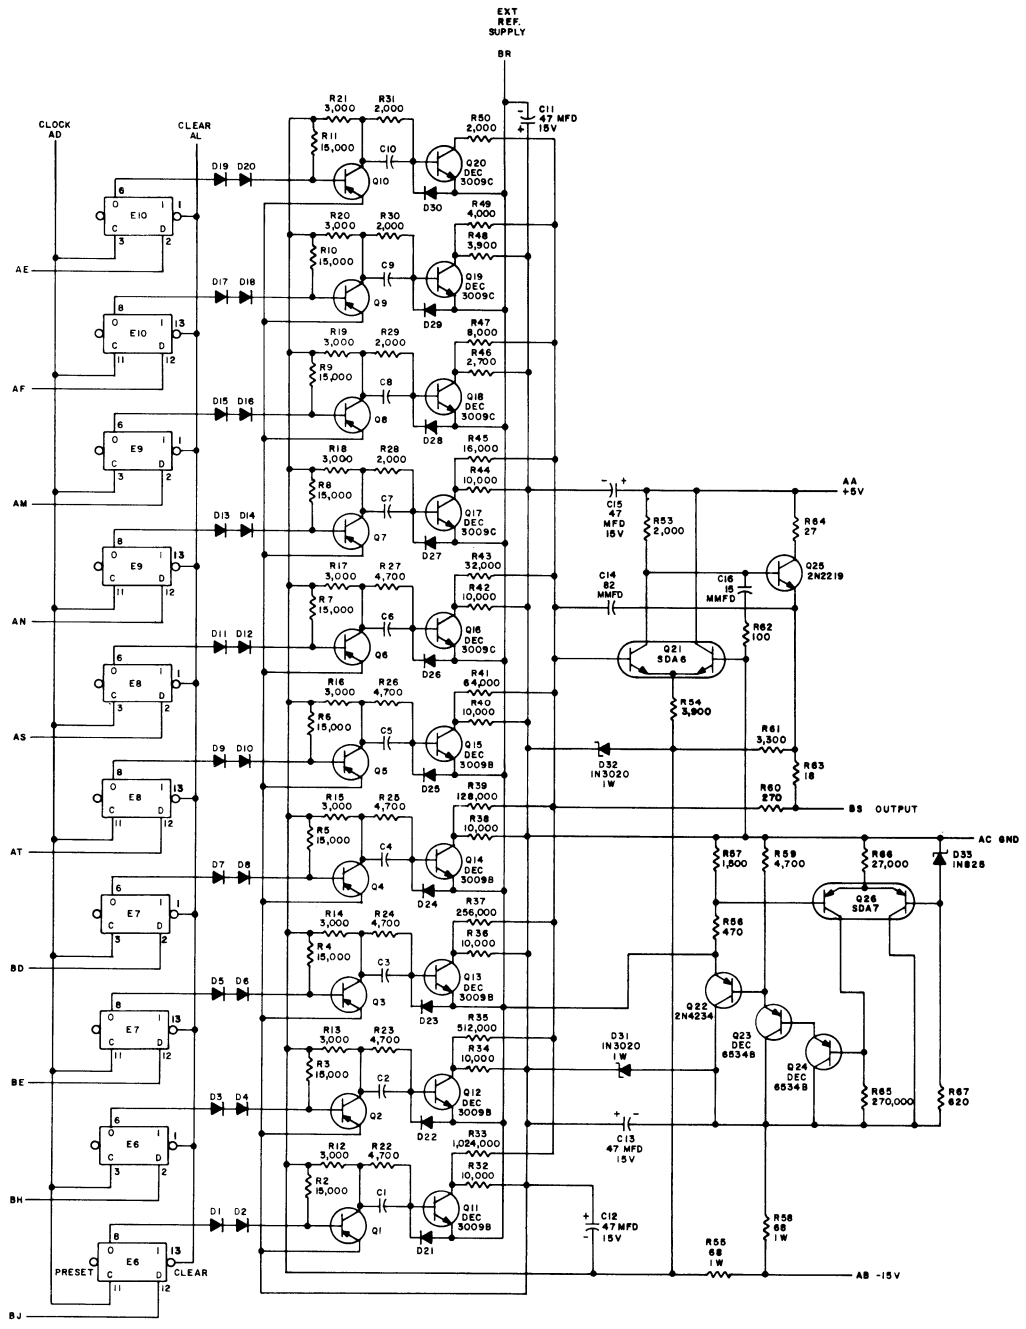 EXT
REF.
SUPPLY
BR
CLOCK
AD
CLEAR
AL
R21
3,000
R31
2,000
R50
2,000
C11
47 MFD
15V
R11
15,000
C10
Q20
DEC
3009C
D19 D20
Q10
D30
6
O I
E10
C D
1
3 2
AE
R20
3,000
R30
2,000
R49
4,000
R48
3,900
R10
15,000
C9
Q19
DEC
3009C
D17 D18
Q9
D29
8
O I
E10
C D
13
11 12
AF
R19
3,000
R29
2,000
R47
8,000
R46
2,700
R9
15,000
C8
Q18
DEC
3009C
D15 D16
Q8
D28
6
O I
E9
C D
1
3 2
AM
R18
3,000
R28
2,000
R45
16,000
R44
10,000
R8
15,000
C7
Q17
DEC
3009C
D13 D14
Q7
D27
8
O I
E9
C D
13
11 12
AN
R17
3,000
R27
4,700
R43
32,000
R42
10,000
R7
15,000
C6
Q16
DEC
3009C
D11 D12
Q6
D26
6
O I
E8
C D
1
3 2
AS
R16
3,000
R26
4,700
R41
64,000
R40
10,000
R6
15,000
C5
Q15
DEC
3009B
D9 D10
Q5
D25
8
O I
E8
C D
13
11 12
AT
R15
3,000
R25
4,700
R39
128,000
R38
10,000
R5
15,000
C4
Q14
DEC
3009B
D7 D8
Q4
D24
6
O I
E7
C D
1
3 2
BD
R14
3,000
R24
4,700
R37
256,000
R36
10,000
R4
15,000
C3
Q13
DEC
3009B
D5 D6
Q3
D23
8
O I
E7
C D
13
11 12
BE
R13
3,000
R23
4,700
R35
512,000
R34
10,000
R3
15,000
C2
Q12
DEC
3009B
D3 D4
Q2
D22
6
O I
E6
C D
1
3 2
BH
R12
3,000
R22
4,700
R33
1,024,000
R32
10,000
R2
15,000
C1
Q11
DEC
3009B
D1 D2
Q1
D21
8
O I
E6
C D
13
PRESET CLEAR
11 12
BJ
AA
+5V
C15
47
MFD
15V
R53
2,000
R64
27
Q25
2N2219
C14
82
MMFD
C16
15
MMFD
R62
100
Q21
SDA6
R54
3,900
R61
3,300
D32
1N3020
1W
R63
18
R60
270
BS OUTPUT
AC GND
R57
1,500
R59
4,700
R66
27,000
D33
1N825
Q26
SDA7
R56
470
Q22
2N4234
Q23
DEC
6534B
Q24
DEC
6534B
D31
1N3020
1W
R65
270,000
R67
620
C13
47 MFD
15V
C12
47 MFD
15V
R58
68
1W
R55
68
1W
AB -15V